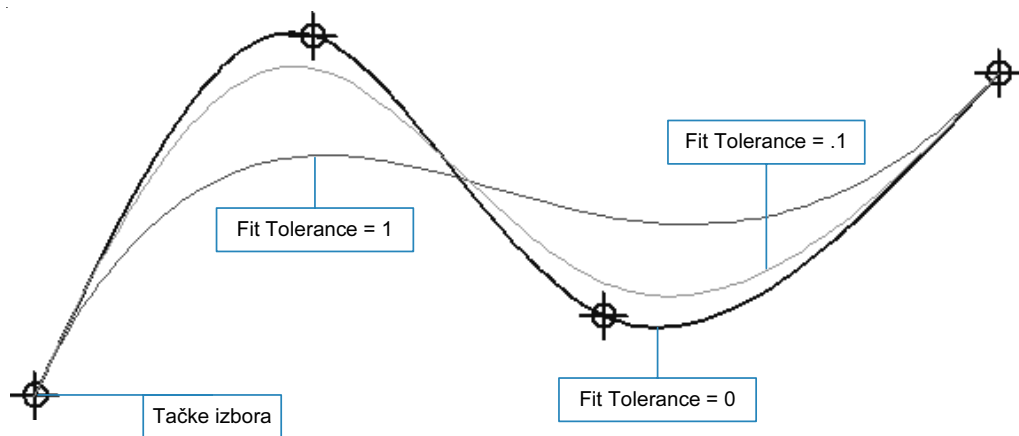 Fit Tolerance = .1
Fit Tolerance = 1
Fit Tolerance = 0
Tačke izbora